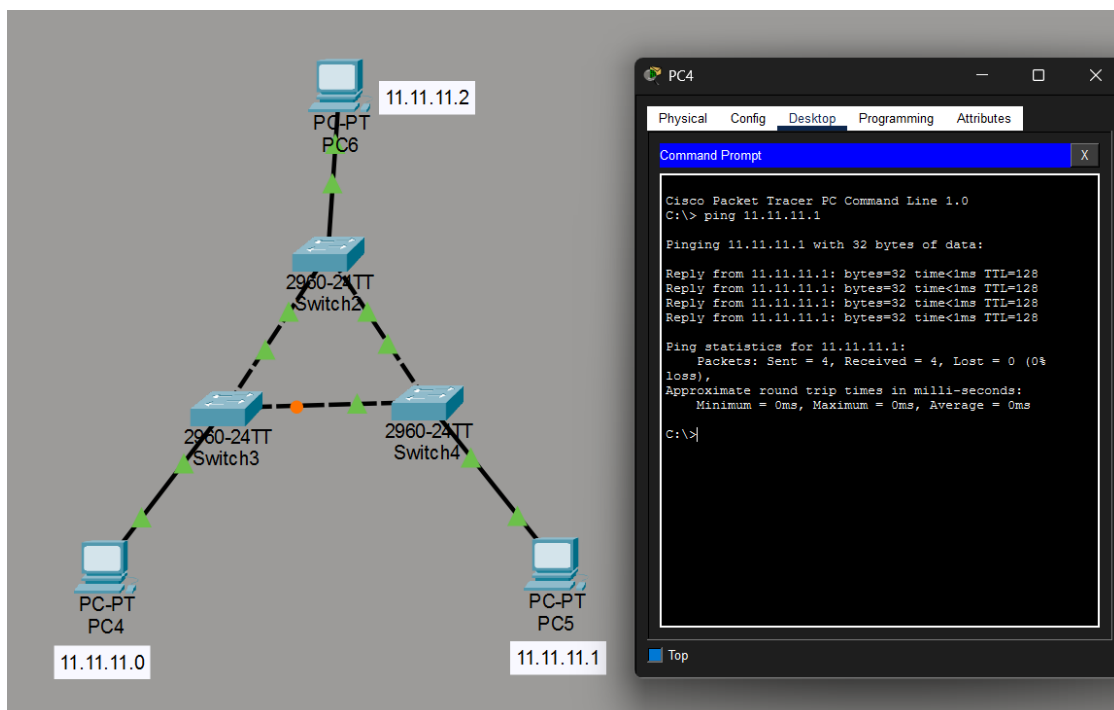 11.11.11.2
PC-PT
PC6
2960-24TT
Switch2
2960-24TT
Switch3
2960-24TT
Switch4
PC-PT
PC4
11.11.11.0
PC-PT
PC5
11.11.11.1
PC4
Physical Config Desktop Programming Attributes
Command Prompt
X
Cisco Packet Tracer PC Command Line 1.0
C:\> ping 11.11.11.1
Pinging 11.11.11.1 with 32 bytes of data:
Reply from 11.11.11.1: bytes=32 time<1ms TTL=128
Reply from 11.11.11.1: bytes=32 time<1ms TTL=128
Reply from 11.11.11.1: bytes=32 time<1ms TTL=128
Reply from 11.11.11.1: bytes=32 time<1ms TTL=128
Ping statistics for 11.11.11.1:
Packets: Sent = 4, Received = 4, Lost = 0 (0%
loss),
Approximate round trip times in milli-seconds:
Minimum = 0ms, Maximum = 0ms, Average = 0ms
C:\>
Top